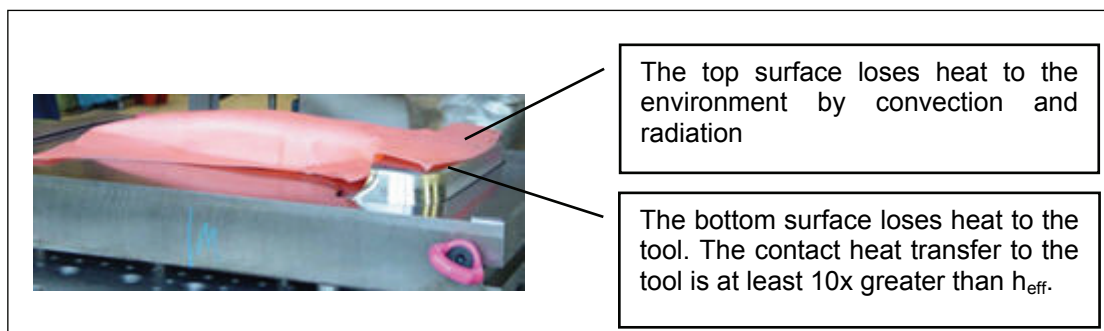 The top surface loses heat to the
environment by convection and
radiation
The bottom surface loses heat to the
tool. The contact heat transfer to the
tool is at least 10x greater than heff.